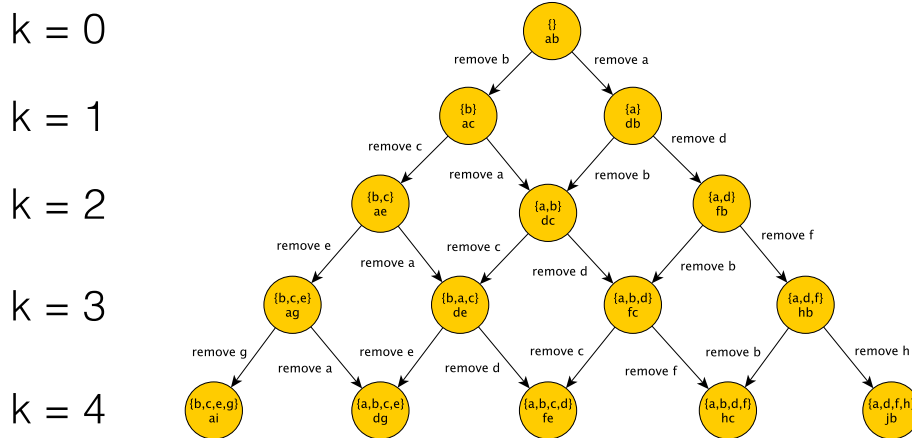 k = 0
{}
ab
remove b
remove a
k = 1
{b}
ac
{a}
db
remove c
remove a
remove b
remove d
k = 2
{b,c}
ae
{a,b}
dc
{a,d}
fb
remove e
remove a
remove c
remove d
remove b
remove f
k = 3
{b,c,e}
ag
{b,a,c}
de
{a,b,d}
fc
{a,d,f}
hb
remove g
remove a
remove e
remove d
remove c
remove f
remove b
remove h
k = 4
{b,c,e,g}
ai
{a,b,c,e}
dg
{a,b,c,d}
fe
{a,b,d,f}
hc
{a,d,f,h}
jb